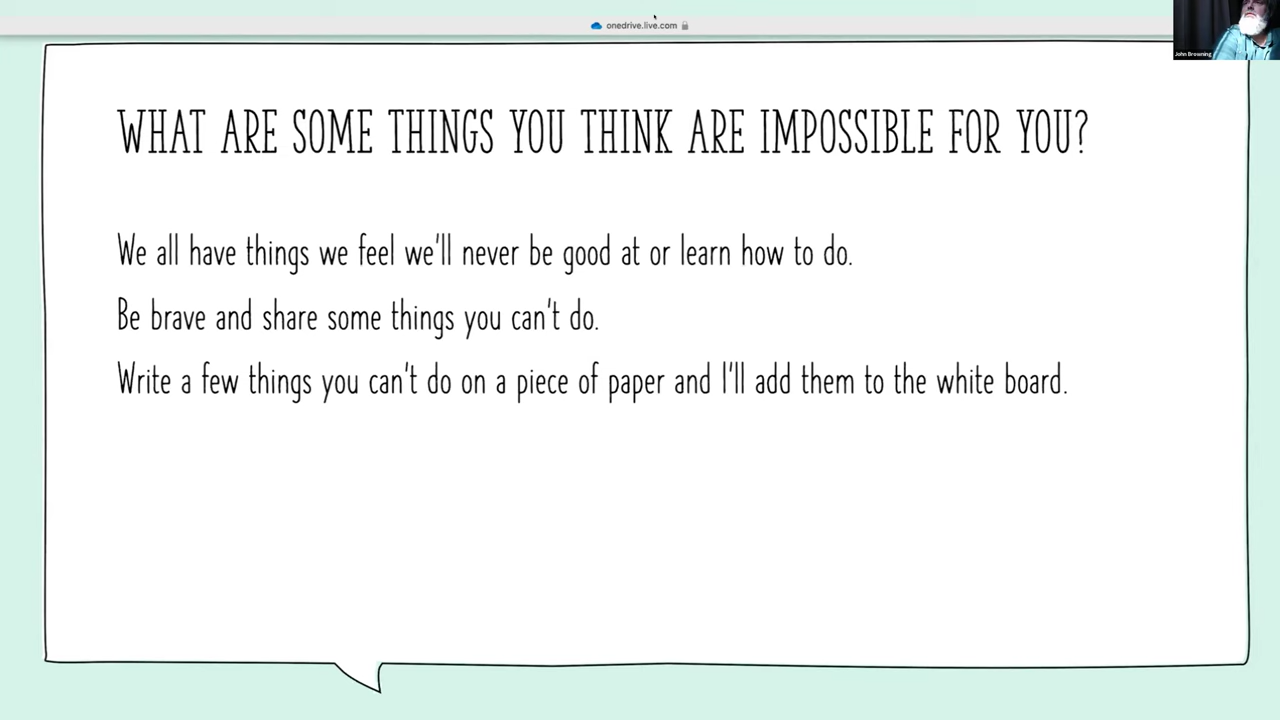 onedrive.live.com
John Browning
WHAT ARE SOME THINGS YOU THINK ARE IMPOSSIBLE FOR YOU?
We all have things we feel we'll never be good at or learn how to do.
Be brave and share some things you can't do.
Write a few things you can't do on a piece of paper and I'll add them to the white board.